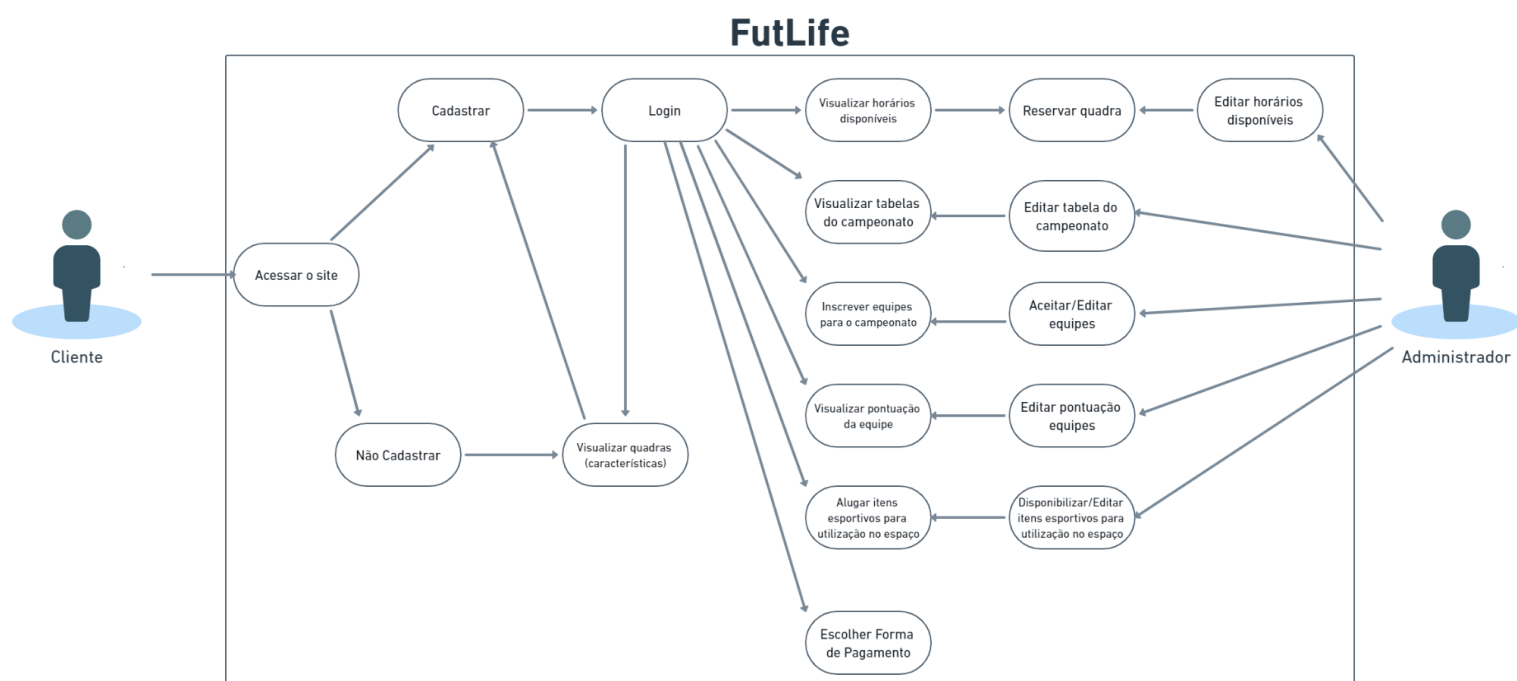 FutLife
Cadastrar
Login
Visualizar horários
disponíveis
Reservar quadra
Editar horários
disponíveis
Visualizar tabelas
do campeonato
Editar tabela do
campeonato
Acessar o site
Inscrever equipes
para o campeonato
Aceitar/Editar
equipes
Cliente
Administrador
Não Cadastrar
Visualizar quadras
(características)
Visualizar pontuação
da equipe
Editar pontuação
equipes
Alugar itens
esportivos para
utilização no espaço
Disponibilizar/Editar
itens esportivos para
utilização no espaço
Escolher Forma
de Pagamento